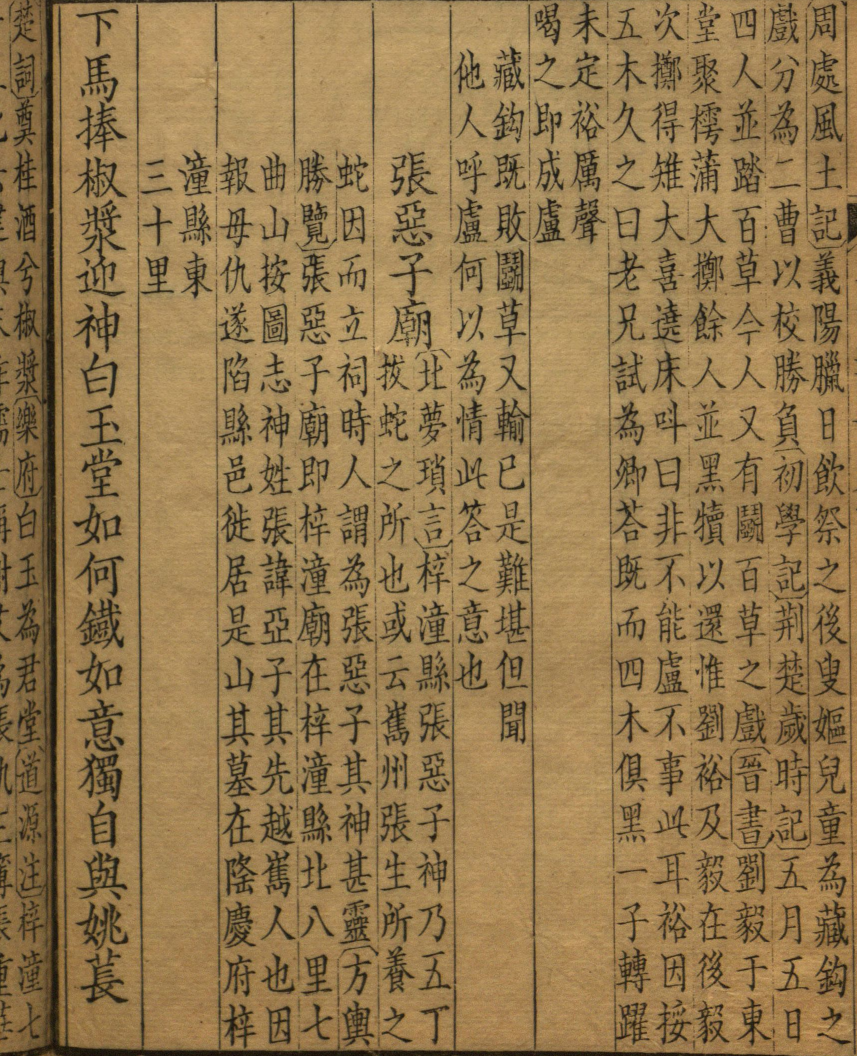 周處風土記義陽臘日飲祭之後叟嫗兒童為藏鈎之
戲分為二曹以校勝負初學記荆楚歲時記五月五日
四人並踏百草今人又有鬭百草之戲晉書劉毅于東
堂聚樗蒲大擲餘人並黑犢以還惟劉裕及毅在後毅
次擲得雉大喜遶床叫曰非不能盧不事此耳裕因挼
五木久之曰老兄試為卿荅既而四木俱黑一子轉躍
未定裕厲聲
喝之即成盧
藏鈎既敗鬭草又輸已是難堪但聞
他人呼盧何以為情此答之意也
張惡子廟
北夢瑣言梓潼縣張惡子神乃五丁
拔蛇之所也或云嶲州張生所養之
蛇因而立祠時人謂為張惡子其神甚靈方輿
勝覽張惡子廟即梓潼廟在梓潼縣北八里七
曲山按圖志神姓張諱亞子其先越嶲人也因
報母仇遂陷縣邑徙居是山其墓在隆慶府梓
潼縣東
三十里
下馬捧椒漿迎神白玉堂如何鐵如意獨自與姚萇
楚詞奠桂酒兮椒漿樂府白玉為君堂道源注梓潼七